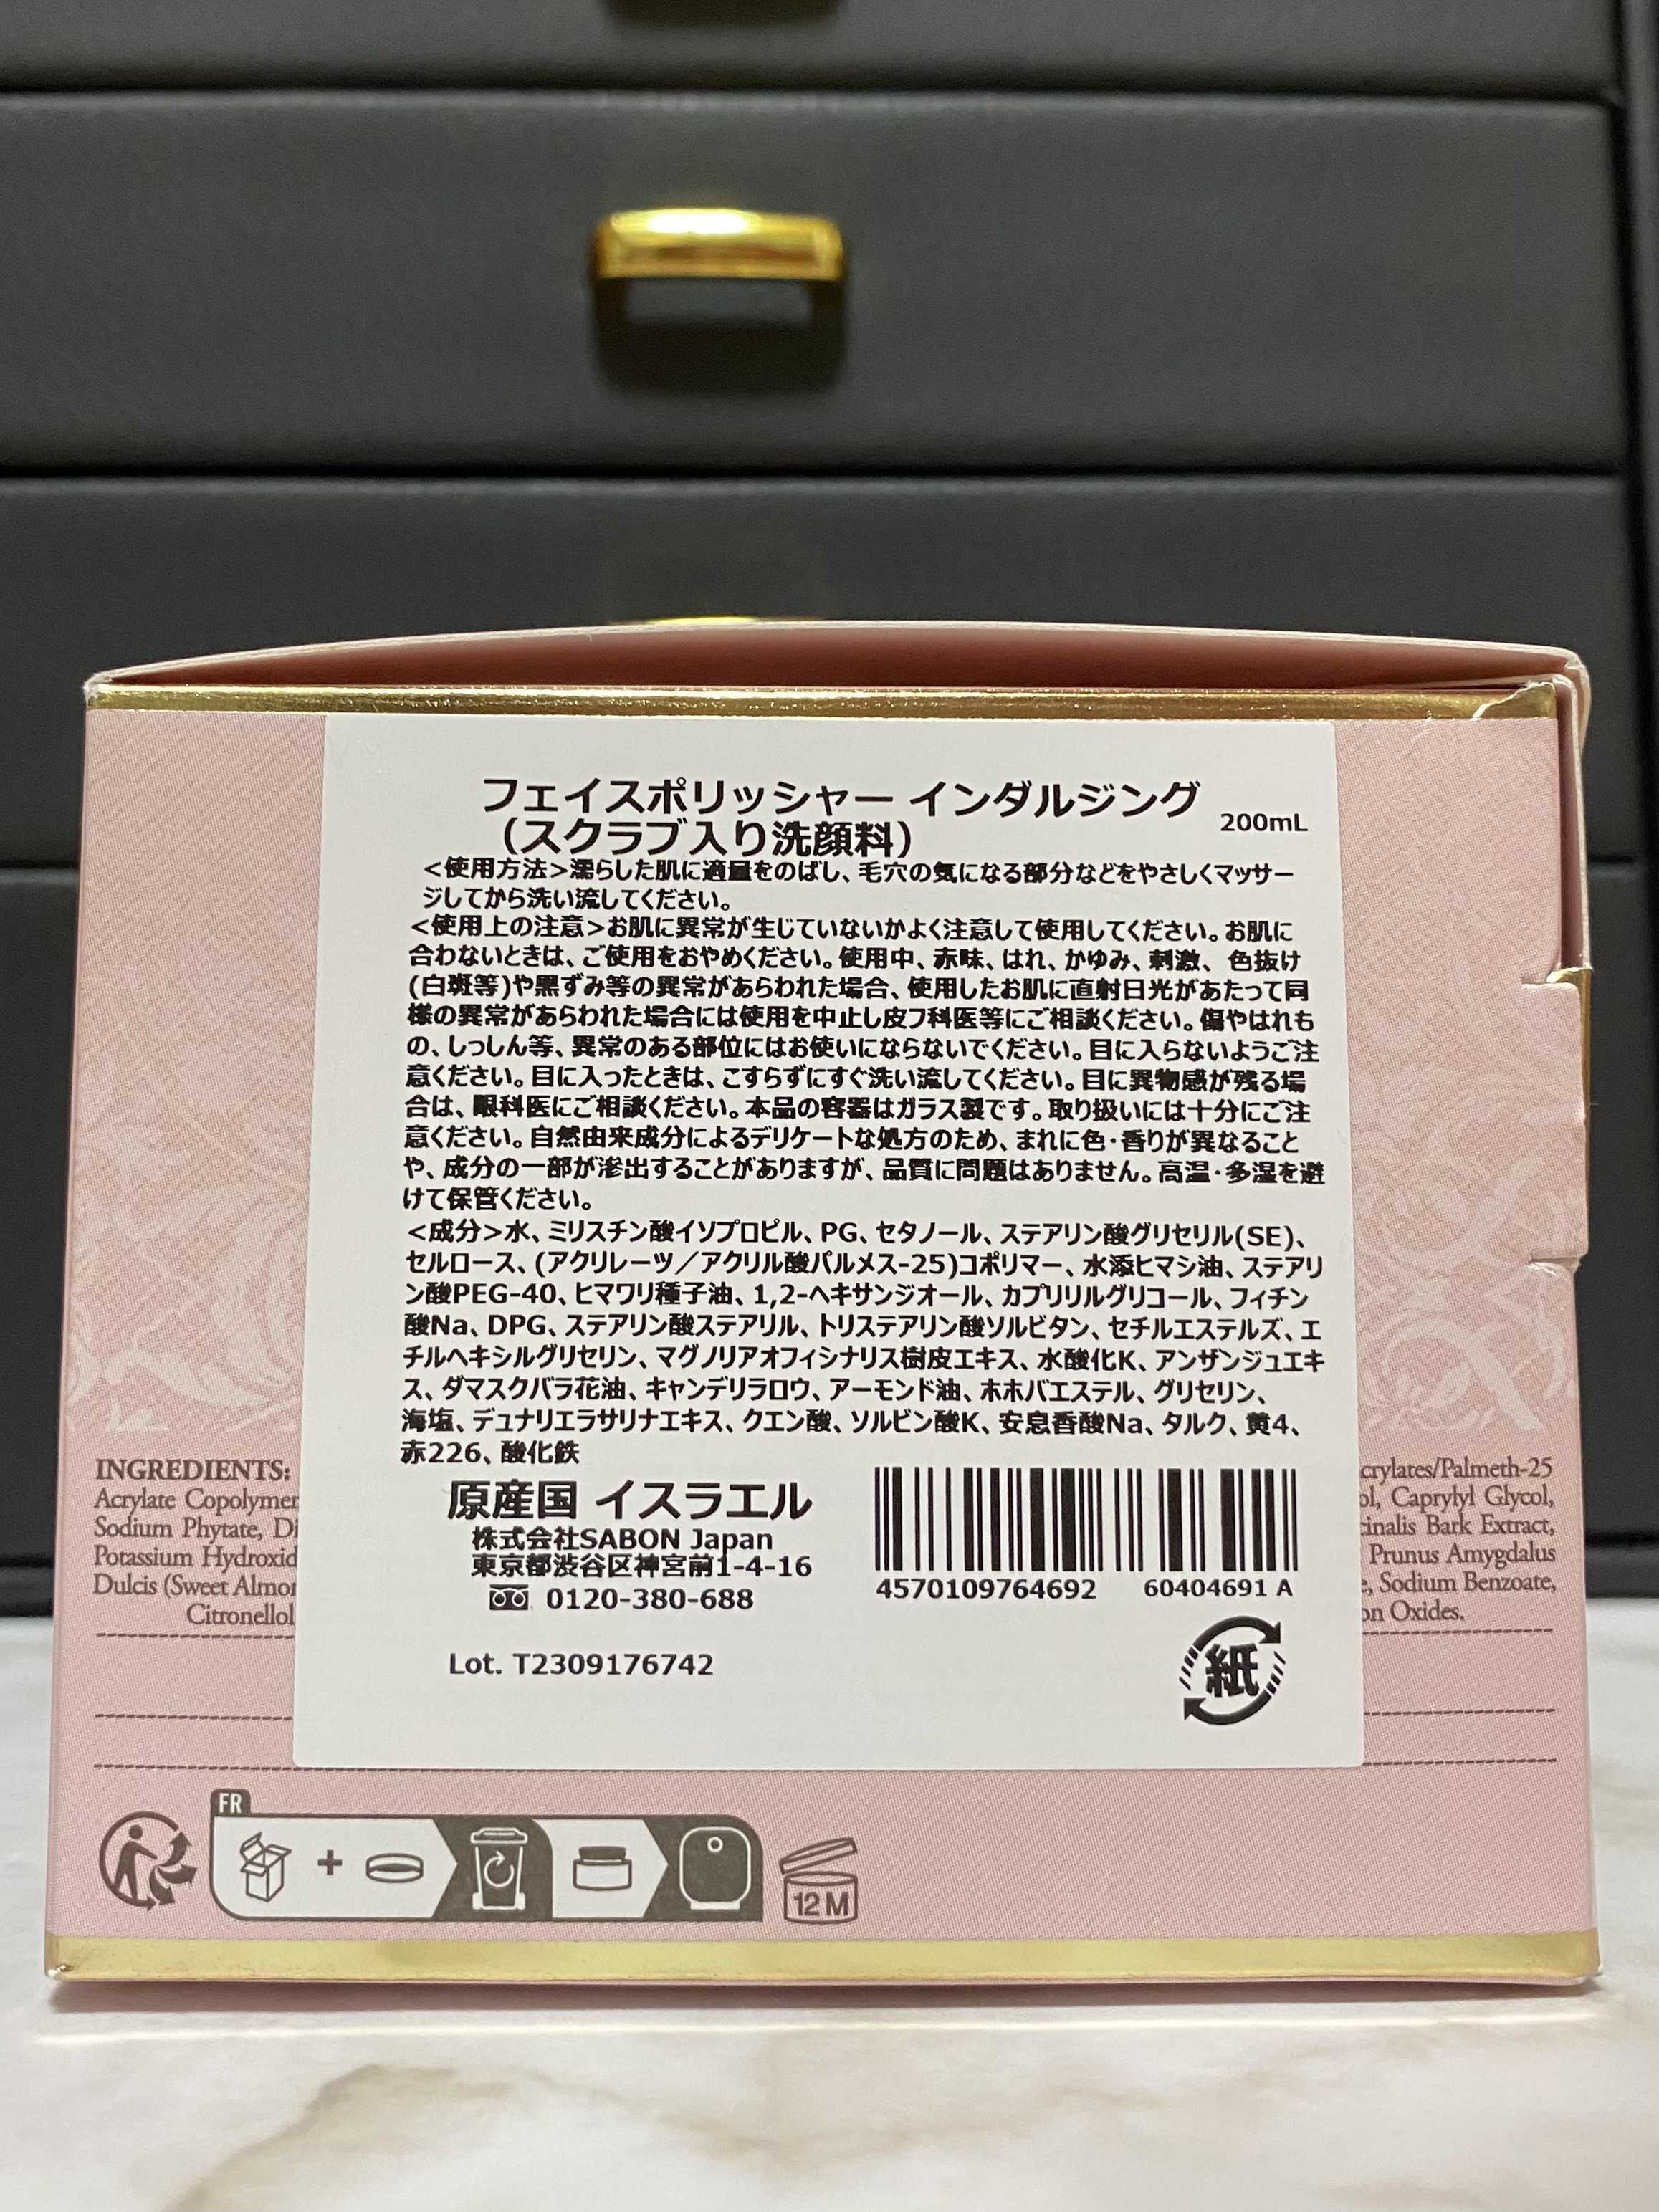 フェイスポリッシャー インダルジング 200mL
（スクラブ入り洗顔料）
<使用方法>濡らした肌に適量をのばし、毛穴の気になる部分などをやさしくマッサー
ジしてから洗い流してください。
<使用上の注意>お肌に異常が生じていないかよく注意して使用してください。お肌に
合わないときは、ご使用をおやめください。使用中、赤味、はれ、かゆみ、刺激、色抜け
(白斑等)や黒ずみ等の異常があらわれた場合、使用したお肌に直射日光があたって同
様の異常があらわれた場合には使用を中止し皮フ科医等にご相談ください。傷やはれも
の、しっしん等、異常のある部位にはお使いにならないでください。目に入らないようご注
意ください。目に入ったときは、こすらずにすぐ洗い流してください。目に異物感が残る場
合は、眼科医にご相談ください。本品の容器はガラス製です。取り扱いには十分にご注
意ください。自然由来成分によるデリケートな処方のため、まれに色・香りが異なること
や、成分の一部が滲出することがありますが、品質に問題はありません。高温・多湿を避
けて保管ください。
<成分>水、ミリスチン酸イソプロピル、PG、セタノール、ステアリン酸グリセリル(SE)、
セルロース、(アクリレーツ／アクリル酸パルメス-25)コポリマー、水添ヒマシ油、ステアリ
ン酸PEG-40、ヒマワリ種子油、1,2-ヘキサンジオール、カプリリルグリコール、フィチン
酸Na、DPG、ステアリン酸ステアリル、トリステアリン酸ソルビタン、セチルエステルズ、エ
チルヘキシルグリセリン、マグノリアオフィシナリス樹皮エキス、水酸化K、アンザンジュエキ
ス、ダマスクバラ花油、キャンデリラロウ、アーモンド油、ホホバエステル、グリセリン、
海塩、デュナリエラサリナエキス、クエン酸、ソルビン酸K、安息香酸Na、タルク、黄4、
赤226、酸化鉄
原産国 イスラエル
株式会社SABON Japan
東京都渋谷区神宮前1-4-16
0120-380-688
4570109764692 60404691 A
Lot. T2309176742
紙
INGREDIENTS:
Acrylate Copolymer
Sodium Phytate,
Potassium
Dulcis (Sweet
Citronellol
/Palmeth-25
Caprylyl Glycol,
Bark Extract,
Prunus Amygdalus
Sodium Benzoate,
Oxides.
FR
12 M